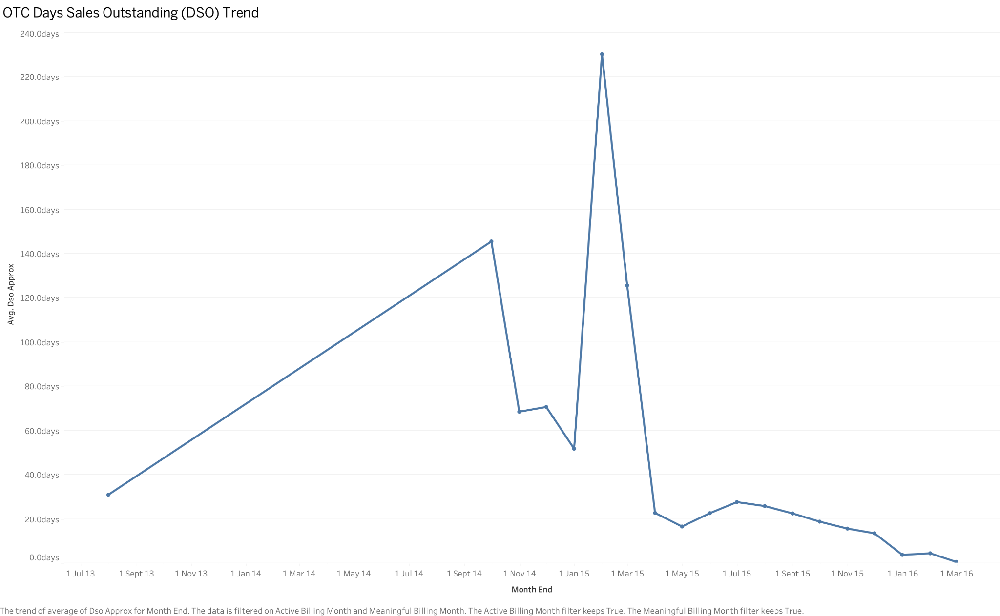 OTC Days Sales Outstanding (DSO) Trend
240.0days
220.0days
200.0days
180.0days
160.0days
140.0days
120.0days
100.0days
80.0days
60.0days
40.0days
20.0days
0.0days
Avg. Dso Approx
1 Jul 13 1 Sept 13 1 Nov 13 1 Jan 14 1 Mar 14 1 May 14 1 Jul 14 1 Sept 14 1 Nov 14 1 Jan 15 1 Mar 15 1 May 15 1 Jul 15 1 Sept 15 1 Nov 15 1 Jan 16 1 Mar 16
Month End
The trend of average of Dso Approx for Month End. The data is filtered on Active Billing Month and Meaningful Billing Month. The Active Billing Month filter keeps True. The Meaningful Billing Month filter keeps True.